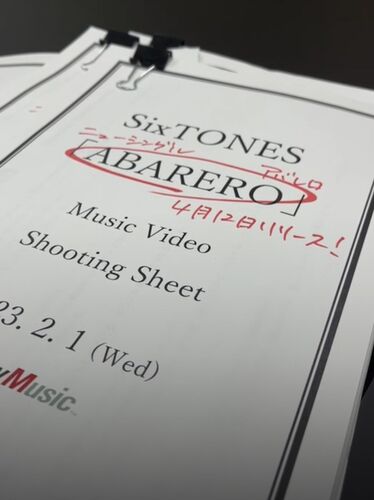 SixTONES
ニューシングル
アバレロ
「ABARERO」
4月12日リリース!
Music Video
Shooting Sheet
23. 2. 1 (Wed)
yMusic